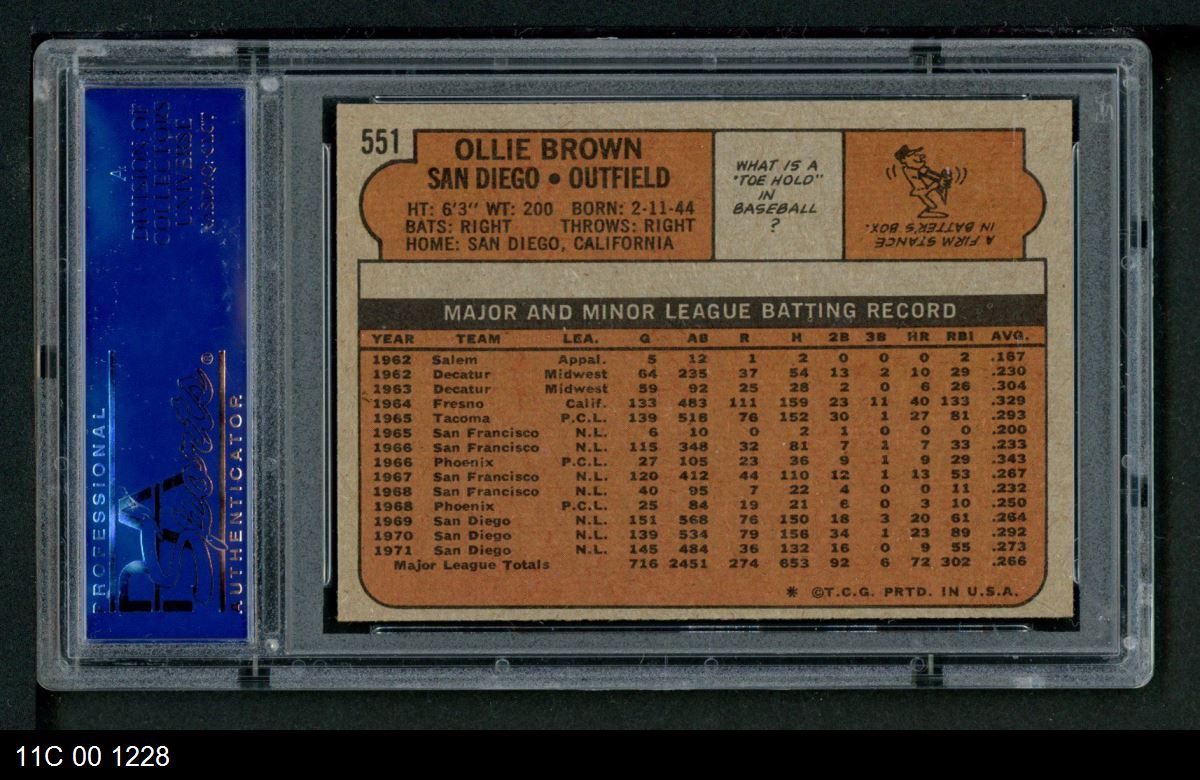 A
DIVISION OF
COLLECTORS
UNIVERSE
NASDAQ: CLCT
PROFESSIONAL
PSA
Sports®
AUTHENTICATOR
551
OLLIE BROWN
SAN DIEGO • OUTFIELD
HT: 6'3" WT: 200 BORN: 2-11-44
BATS: RIGHT THROWS: RIGHT
HOME: SAN DIEGO, CALIFORNIA
WHAT IS A
"TOE HOLD"
IN
BASEBALL
?
A FIRM STANCE
IN BATTER'S BOX.
MAJOR AND MINOR LEAGUE BATTING RECORD
YEAR TEAM LEA. G AB R H 2B 3B HR RBI AVG.
1962 Salem Appal. 5 12 1 2 0 0 0 2 .167
1962 Decatur Midwest 64 235 37 54 13 2 10 29 .230
1963 Decatur Midwest 59 92 25 28 2 0 6 26 .304
1964 Fresno Calif. 133 483 111 159 23 11 40 133 .329
1965 Tacoma P.C.L. 139 518 76 152 30 1 27 81 .293
1965 San Francisco N.L. 6 10 0 2 1 0 0 0 .200
1966 San Francisco N.L. 115 348 32 81 7 1 7 33 .233
1966 Phoenix P.C.L. 27 105 23 36 9 1 9 29 .343
1967 San Francisco N.L. 120 412 44 110 12 1 13 53 .267
1968 San Francisco N.L. 40 95 7 22 4 0 0 11 .232
1968 Phoenix P.C.L. 25 84 19 21 6 0 3 10 .250
1969 San Diego N.L. 151 568 76 150 18 3 20 61 .264
1970 San Diego N.L. 139 534 79 156 34 1 23 89 .292
1971 San Diego N.L. 145 484 36 132 16 0 9 55 .273
Major League Totals 716 2451 274 653 92 6 72 302 .266
* ©T.C.G. PRTD. IN U.S.A.
11C 00 1228